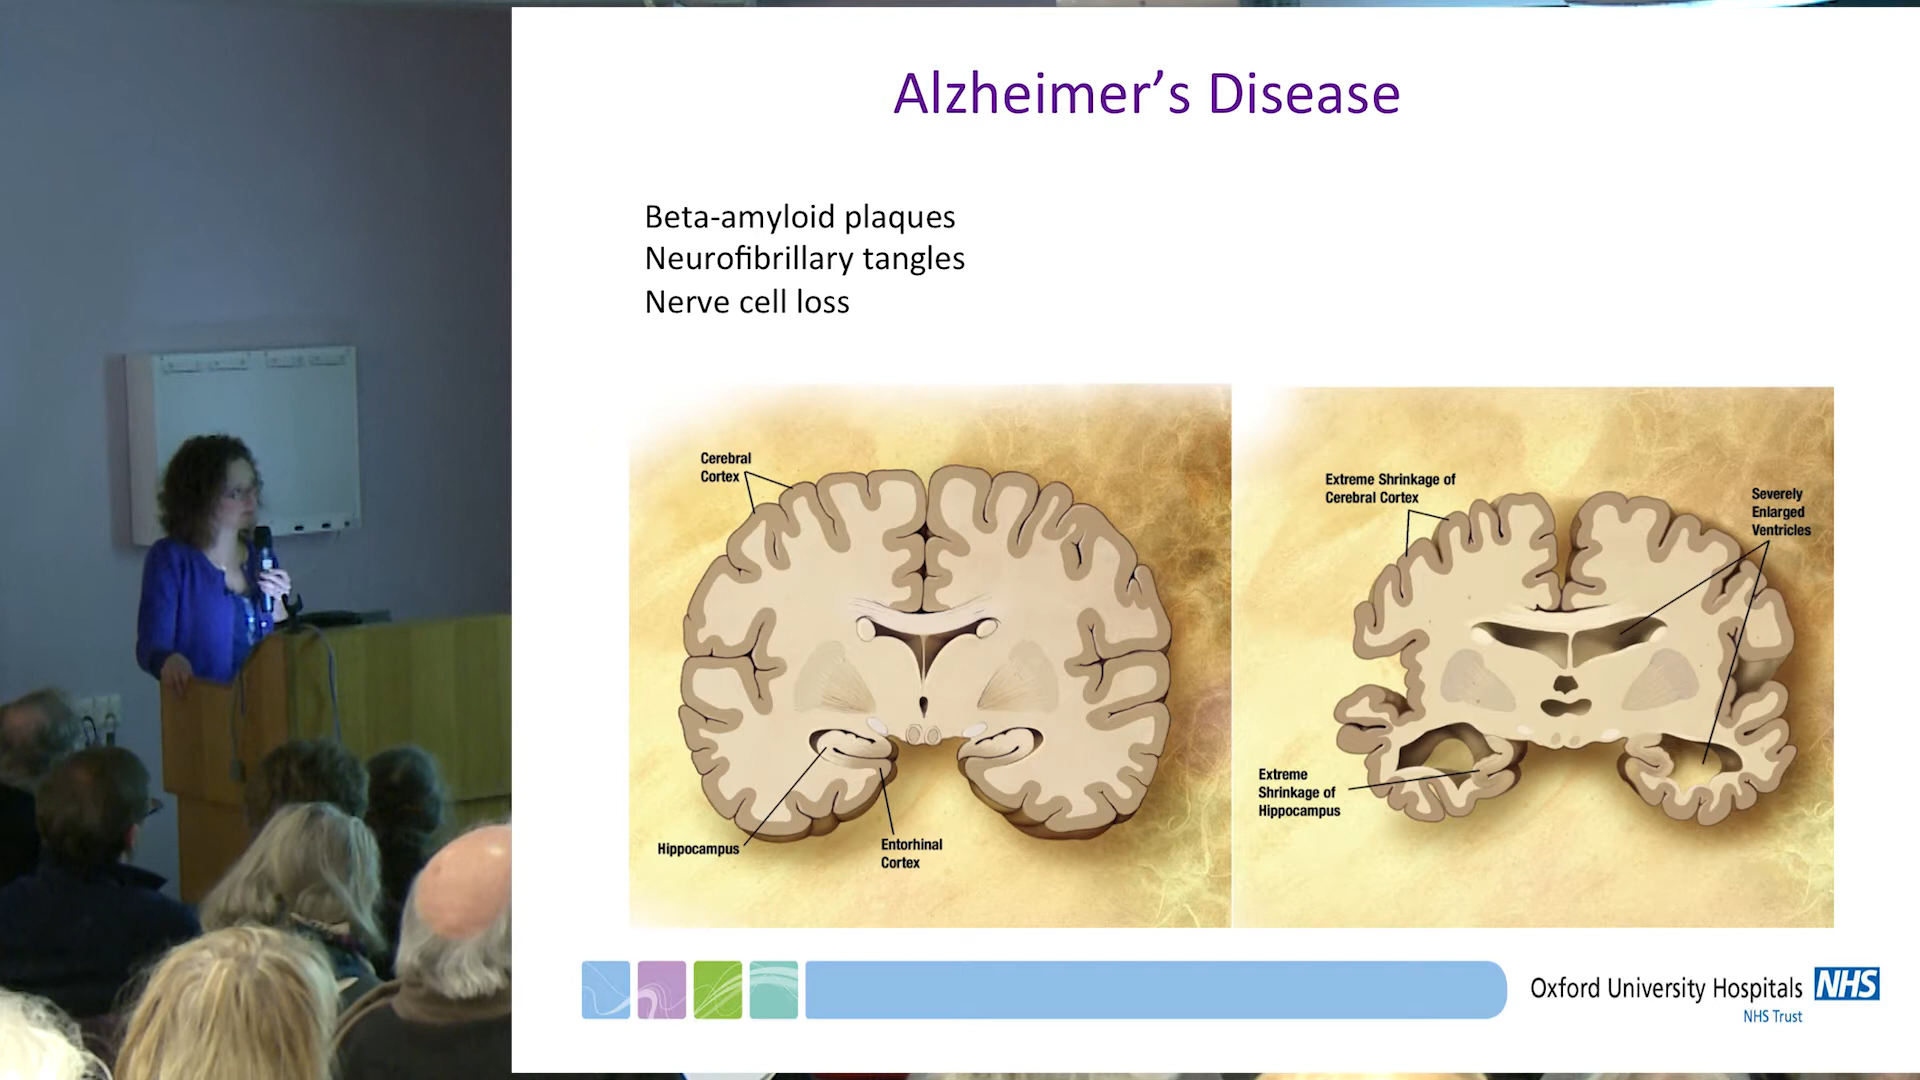 Alzheimer’s Disease
Beta-amyloid plaques
Neurofibrillary tangles
Nerve cell loss
Cerebral
Cortex
Hippocampus
Entorhinal
Cortex
Extreme Shrinkage of
Cerebral Cortex
Severely
Enlarged
Ventricles
Extreme
Shrinkage of
Hippocampus
Oxford University Hospitals NHS
NHS Trust